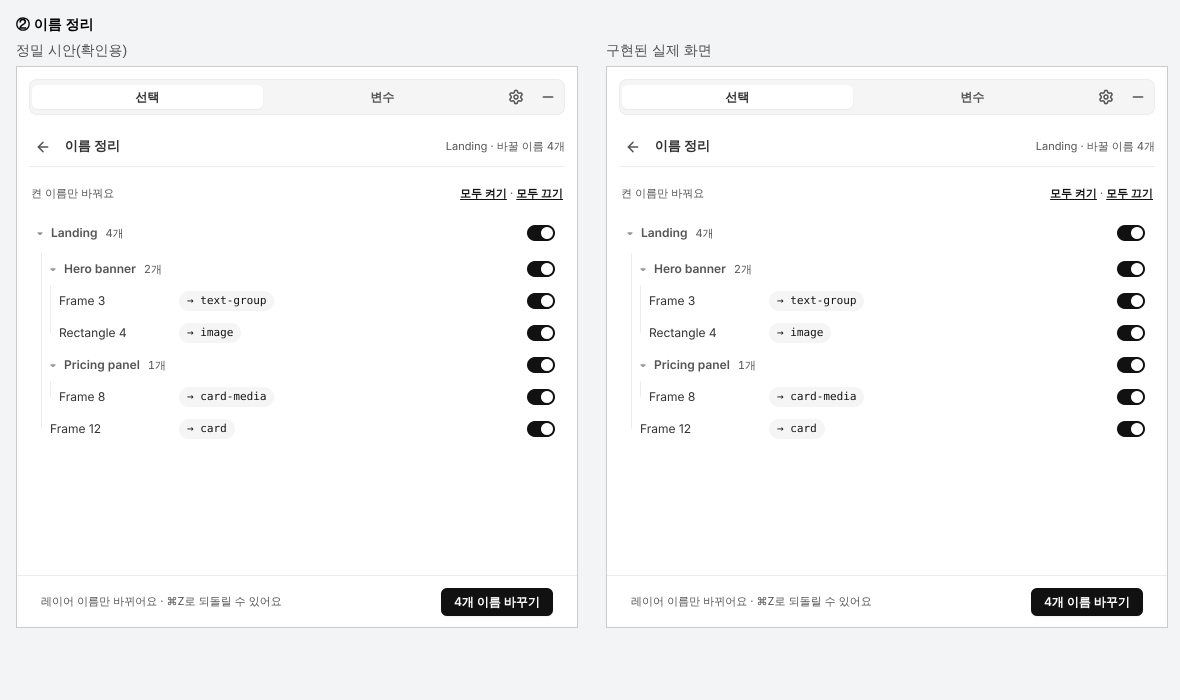 ② 이름 정리
정밀 시안(확인용)
선택 변수
이름 정리 Landing · 바꿀 이름 4개
켠 이름만 바꿔요 모두 켜기 · 모두 끄기
Landing 4개
Hero banner 2개
Frame 3 → text-group
Rectangle 4 → image
Pricing panel 1개
Frame 8 → card-media
Frame 12 → card
레이어 이름만 바뀌어요 · ⌘Z로 되돌릴 수 있어요 4개 이름 바꾸기
구현된 실제 화면
선택 변수
이름 정리 Landing · 바꿀 이름 4개
켠 이름만 바꿔요 모두 켜기 · 모두 끄기
Landing 4개
Hero banner 2개
Frame 3 → text-group
Rectangle 4 → image
Pricing panel 1개
Frame 8 → card-media
Frame 12 → card
레이어 이름만 바뀌어요 · ⌘Z로 되돌릴 수 있어요 4개 이름 바꾸기